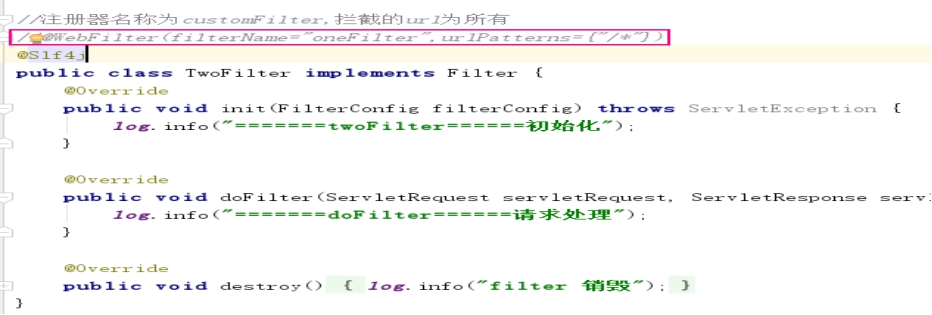 //注册器名称为customFilter,拦截的url为所有
/@WebFilter(filterName="oneFilter",urlPatterns={"/*"})
@Slf4j
public class TwoFilter implements Filter {
@Override
public void init(FilterConfig filterConfig) throws ServletException {
log.info("=======twoFilter======初始化");
}
@Override
public void doFilter(ServletRequest servletRequest, ServletResponse servl
log.info("=======doFilter======请求处理");
}
@Override
public void destroy() { log.info("filter 销毁"); }
}